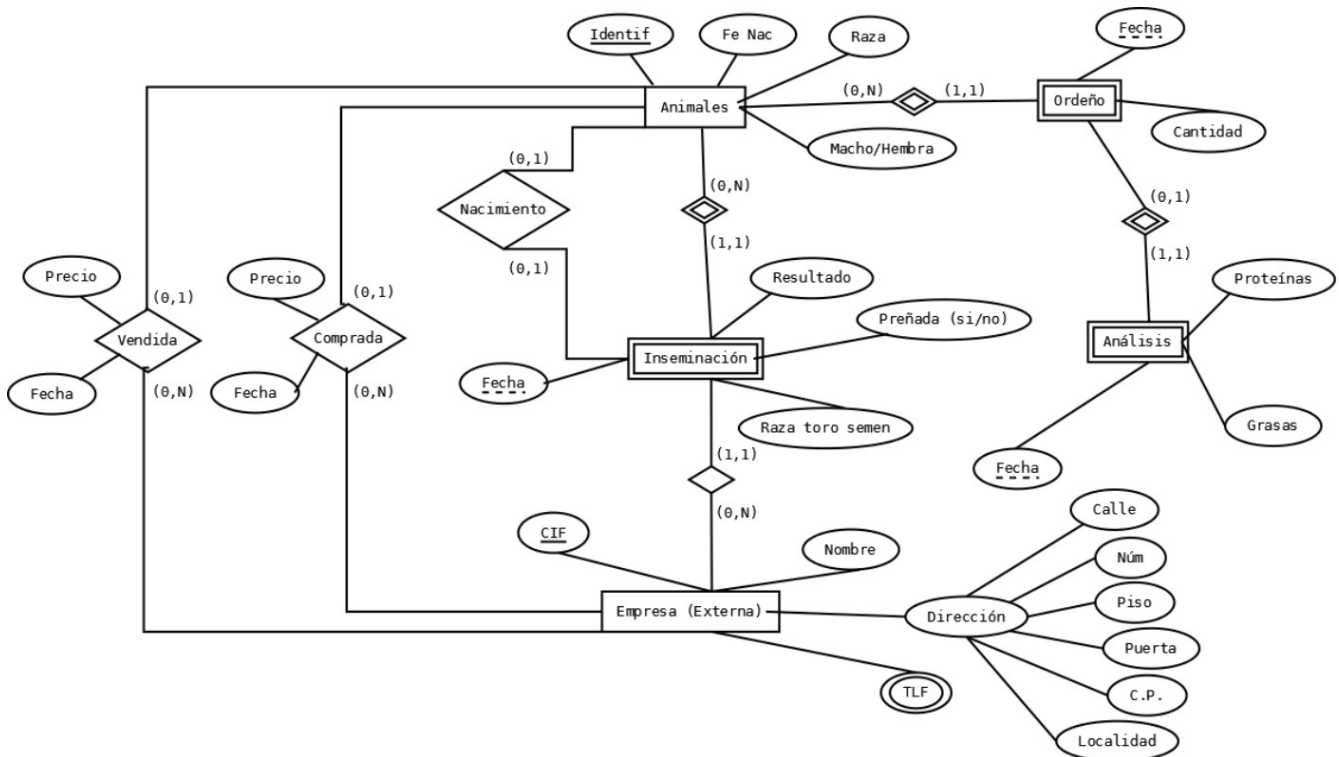 Identif
Fe Nac
Raza
Fecha
Animales
(0,N)
(1,1)
Ordeño
Cantidad
Macho/Hembra
(0,1)
Nacimiento
(0,N)
(0,1)
(1,1)
(1,1)
(0,1)
Precio
Precio
Resultado
Proteínas
(0,1)
(0,1)
Preñada (si/no)
Vendida
Comprada
Inseminación
Análisis
Fecha
Fecha
(0,N)
(0,N)
Fecha
Raza toro semen
Grasas
(1,1)
Fecha
(0,N)
Calle
CIF
Nombre
Núm
Piso
Empresa (Externa)
Dirección
Puerta
TLF
C.P.
Localidad